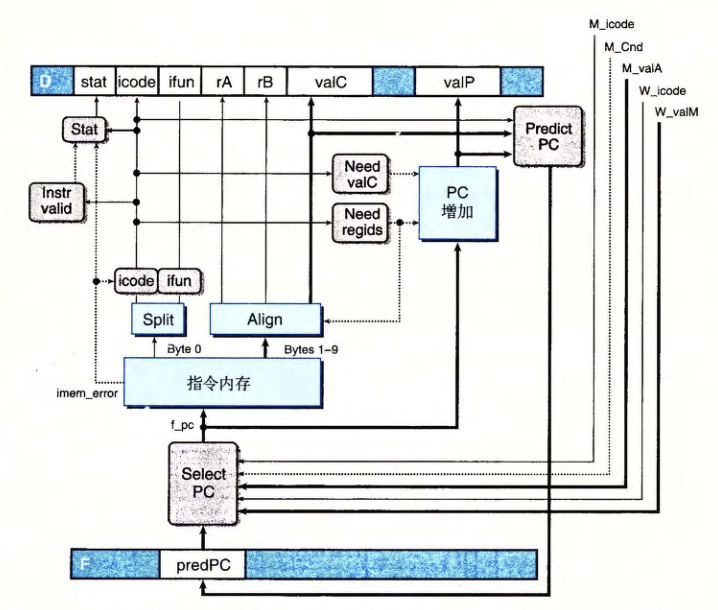 M_icode
M_Cnd
M_valA
W_icode
W_valM
D stat icode ifun rA rB valC valP
Stat
Predict
PC
Need
valC
Instr
valid
PC
增加
Need
regids
icode ifun
Split
Align
Byte 0
Bytes 1–9
指令内存
imem_error
f_pc
Select
PC
F predPC